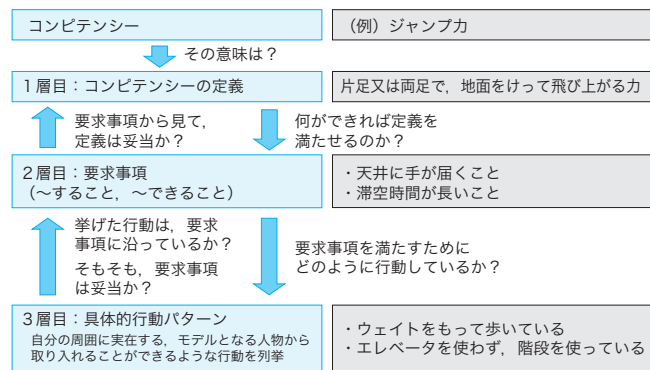 コンピテンシー
（例）ジャンプ力
その意味は？
1層目：コンピテンシーの定義
片足又は両足で，地面をけって飛び上がる力
要求事項から見て，
定義は妥当か？
何ができれば定義を
満たせるのか？
2層目：要求事項
（～すること，～できること）
・天井に手が届くこと
・滞空時間が長いこと
挙げた行動は，要求
事項に沿っているか？
そもそも，要求事項
は妥当か？
要求事項を満たすために
どのように行動しているか？
3層目：具体的行動パターン
自分の周囲に実在する，モデルとなる人物から
取り入れることができるような行動を列挙
・ウェイトをもって歩いている
・エレベータを使わず，階段を使っている